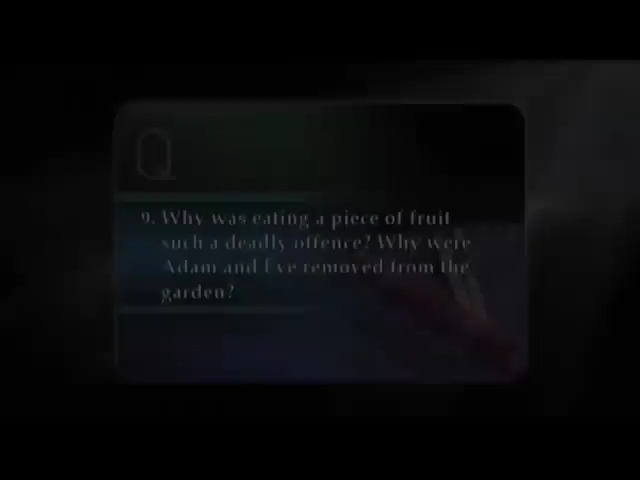 Q
9. Why was eating a piece of fruit
such a deadly offence? Why were
Adam and Eve removed from the
garden?